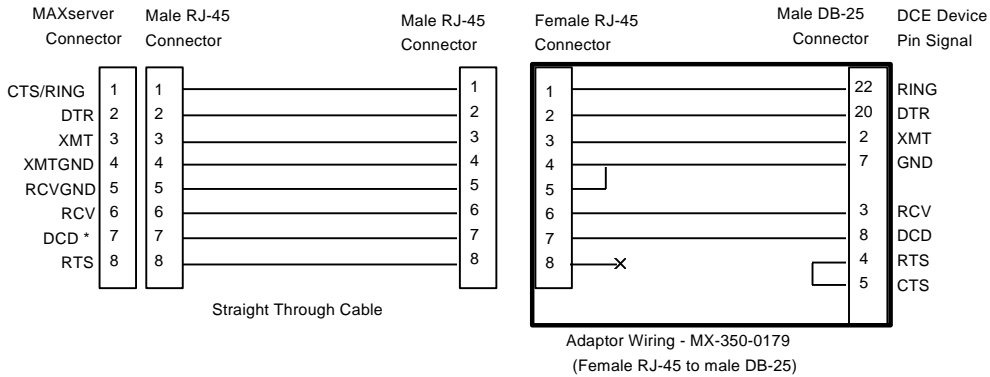 MAXserver Connector
Male RJ-45 Connector
Male RJ-45 Connector
Female RJ-45 Connector
Male DB-25 Connector
DCE Device Pin Signal
CTS/RING 1 1 1 1 22 RING
DTR 2 2 2 2 20 DTR
XMT 3 3 3 3 2 XMT
XMTGND 4 4 4 4 7 GND
RCVGND 5 5 5 5
RCV 6 6 6 6 3 RCV
DCD * 7 7 7 7 8 DCD
RTS 8 8 8 8 4 RTS
5 CTS
Straight Through Cable
Adaptor Wiring - MX-350-0179
(Female RJ-45 to male DB-25)